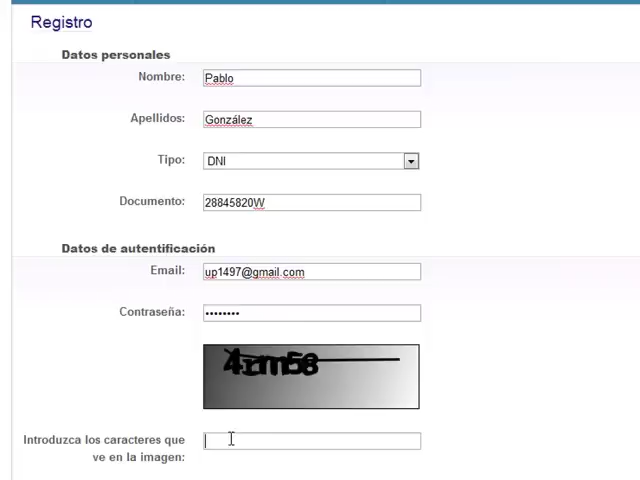 Registro
Datos personales
Nombre: Pablo
Apellidos: González
Tipo: DNI
Documento: 28845820W
Datos de autentificación
Email: up1497@gmail.com
Contraseña: ••••••••
Introduzca los caracteres que
ve en la imagen: